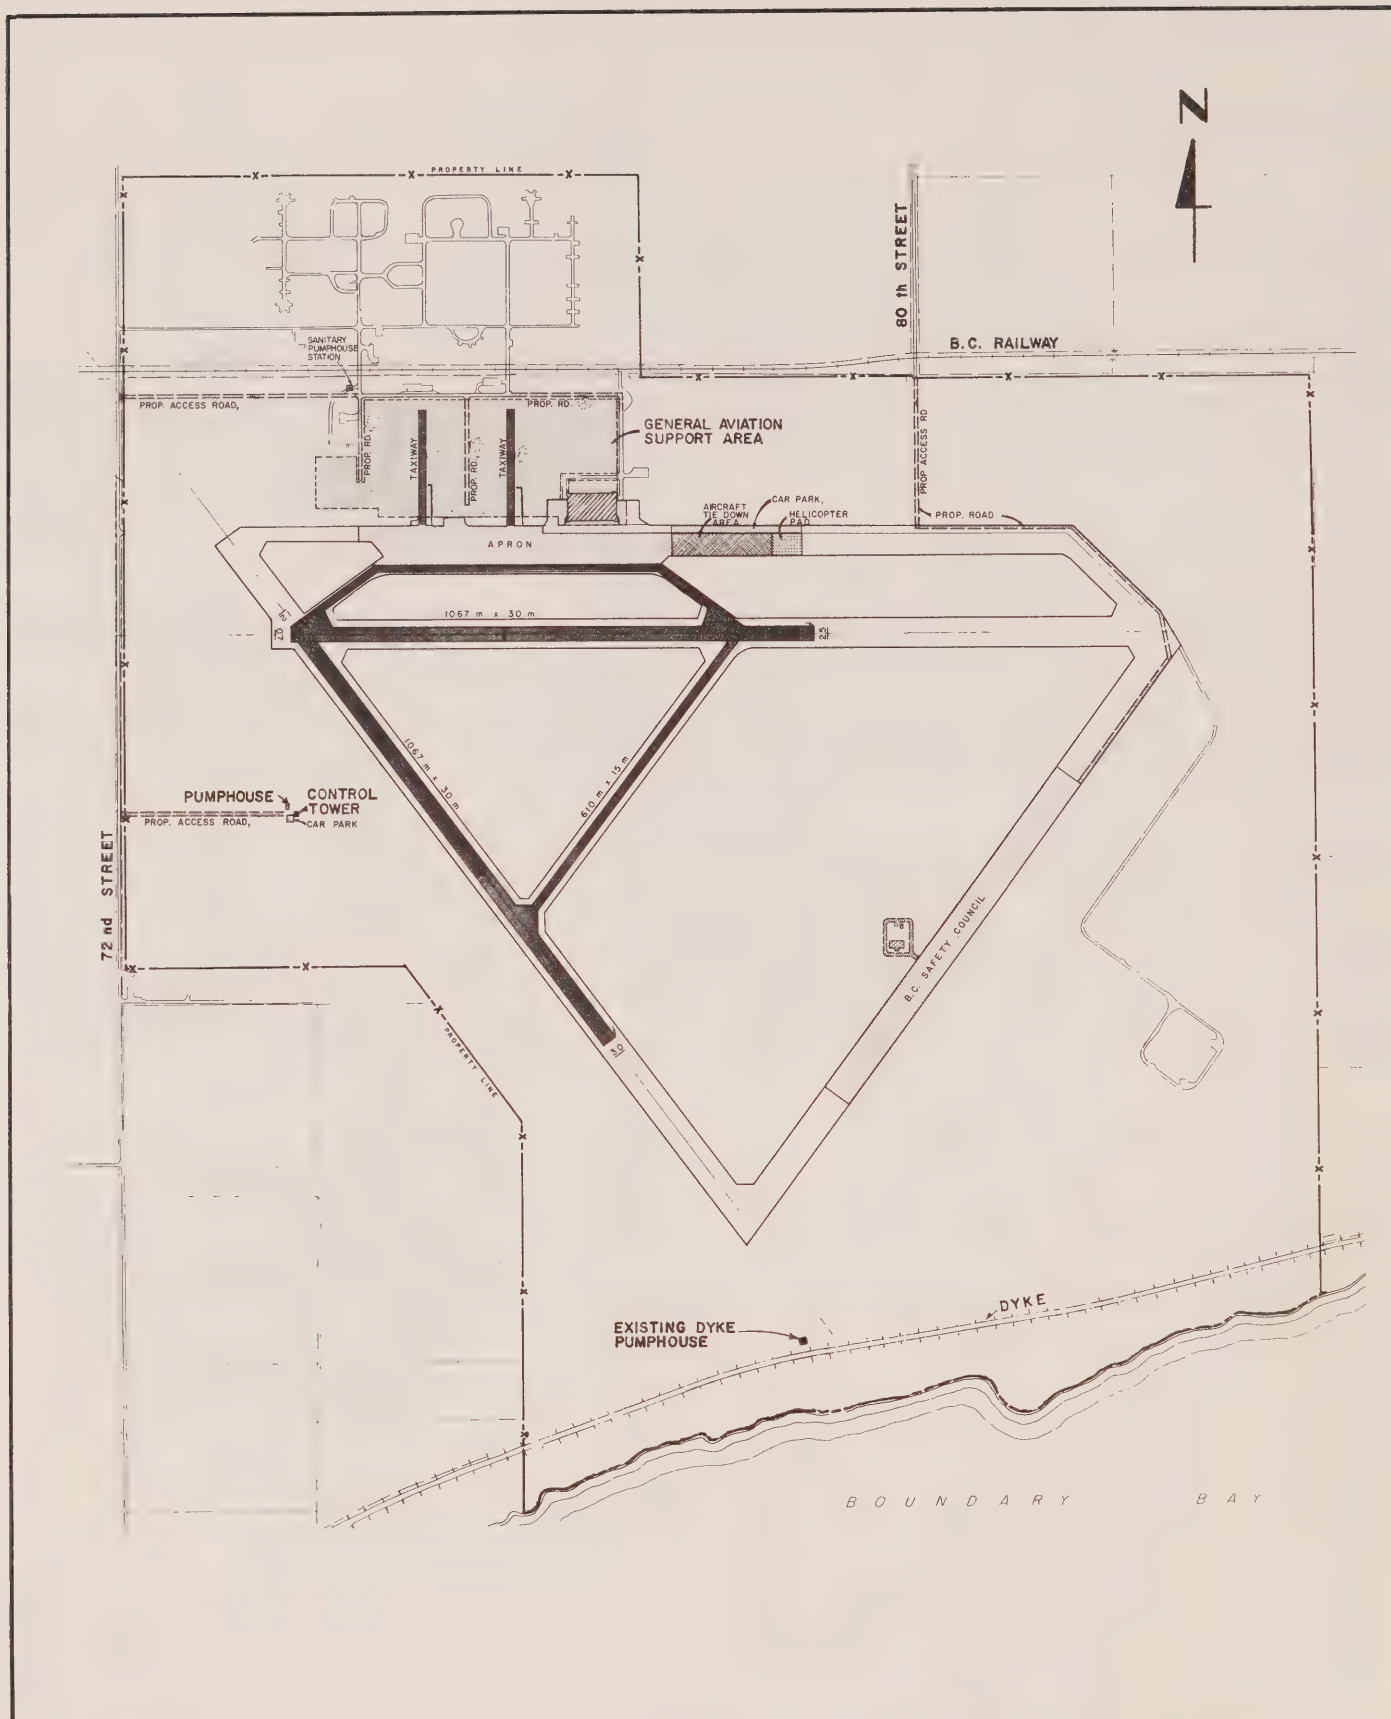 N
PROPERTY LINE
80 th STREET
B.C. RAILWAY
SANITARY
PUMPHOUSE
STATION
PROP. ACCESS ROAD,
PROP. RD.
GENERAL AVIATION
SUPPORT AREA
PROP. RD.
TAXIWAY
PROP. RD.
TAXIWAY
PROP ACCESS RD
CAR PARK,
AIRCRAFT
TIE DOWN
AREA
HELICOPTER
PAD
PROP. ROAD
APRON
1067 m x 30 m
12
07
25
1067 m x 30 m
610 m x 15 m
PUMPHOUSE
CONTROL
TOWER
CAR PARK
PROP. ACCESS ROAD,
72 nd STREET
B.C. SAFETY COUNCIL
PROPERTY LINE
DYKE
EXISTING DYKE
PUMPHOUSE
BOUNDARY BAY